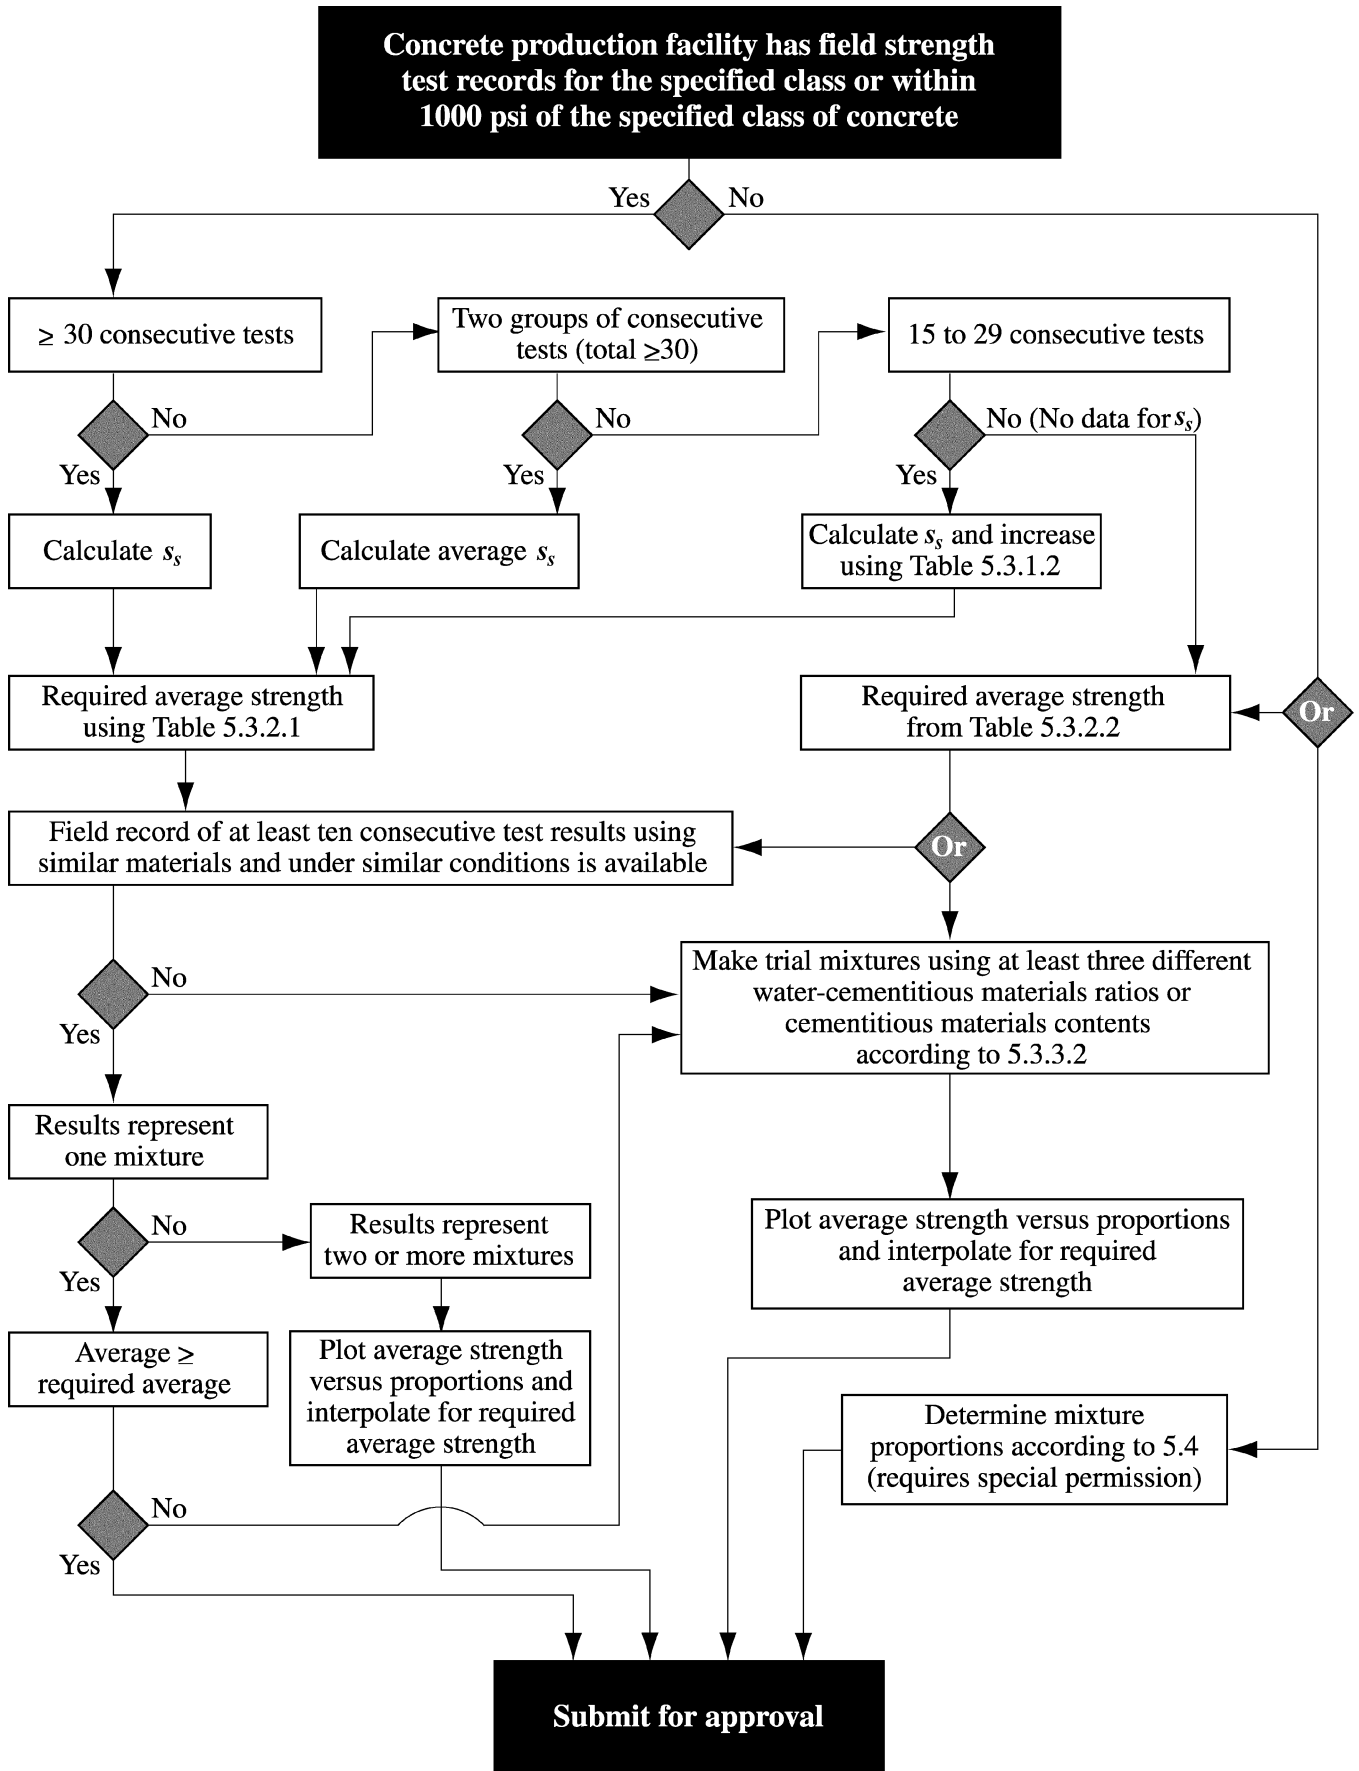 Concrete production facility has field strength
test records for the specified class or within
1000 psi of the specified class of concrete
Yes
No
≥ 30 consecutive tests
Two groups of consecutive
tests (total ≥30)
15 to 29 consecutive tests
No
No
No (No data for ss)
Yes
Yes
Yes
Calculate ss
Calculate average ss
Calculate ss and increase
using Table 5.3.1.2
Required average strength
using Table 5.3.2.1
Required average strength
from Table 5.3.2.2
Or
Field record of at least ten consecutive test results using
similar materials and under similar conditions is available
Or
No
Yes
Make trial mixtures using at least three different
water-cementitious materials ratios or
cementitious materials contents
according to 5.3.3.2
Results represent
one mixture
No
Yes
Results represent
two or more mixtures
Plot average strength versus proportions
and interpolate for required
average strength
Average ≥
required average
Plot average strength
versus proportions and
interpolate for required
average strength
Determine mixture
proportions according to 5.4
(requires special permission)
No
Yes
Submit for approval